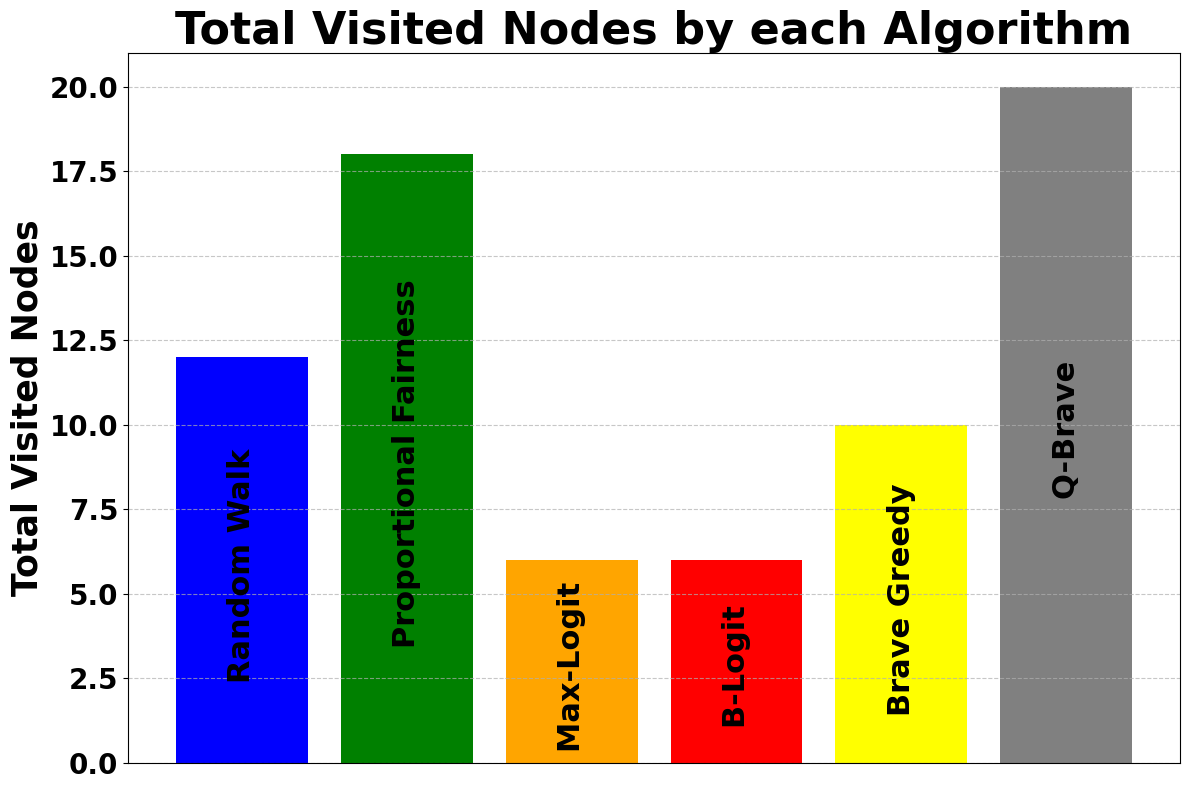 Total Visited Nodes by each Algorithm
Total Visited Nodes
20.0
17.5
15.0
12.5
10.0
7.5
5.0
2.5
0.0
Random Walk
Proportional Fairness
Max-Logit
B-Logit
Brave Greedy
Q-Brave